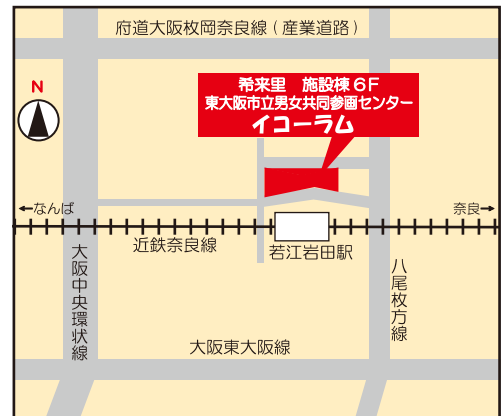 府道大阪枚岡奈良線(産業道路)
N
希来里 施設棟6F
東大阪市立男女共同参画センター
イコーラム
←なんば
奈良→
近鉄奈良線
若江岩田駅
大阪中央環状線
八尾枚方線
大阪東大阪線